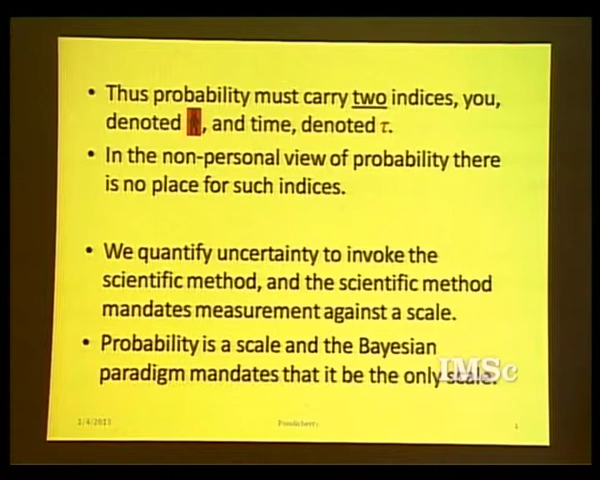 • Thus probability must carry two indices, you,
denoted , and time, denoted τ.
• In the non-personal view of probability there
is no place for such indices.
• We quantify uncertainty to invoke the
scientific method, and the scientific method
mandates measurement against a scale.
• Probability is a scale and the Bayesian
paradigm mandates that it be the only scale.
IMSc
Pondicherry